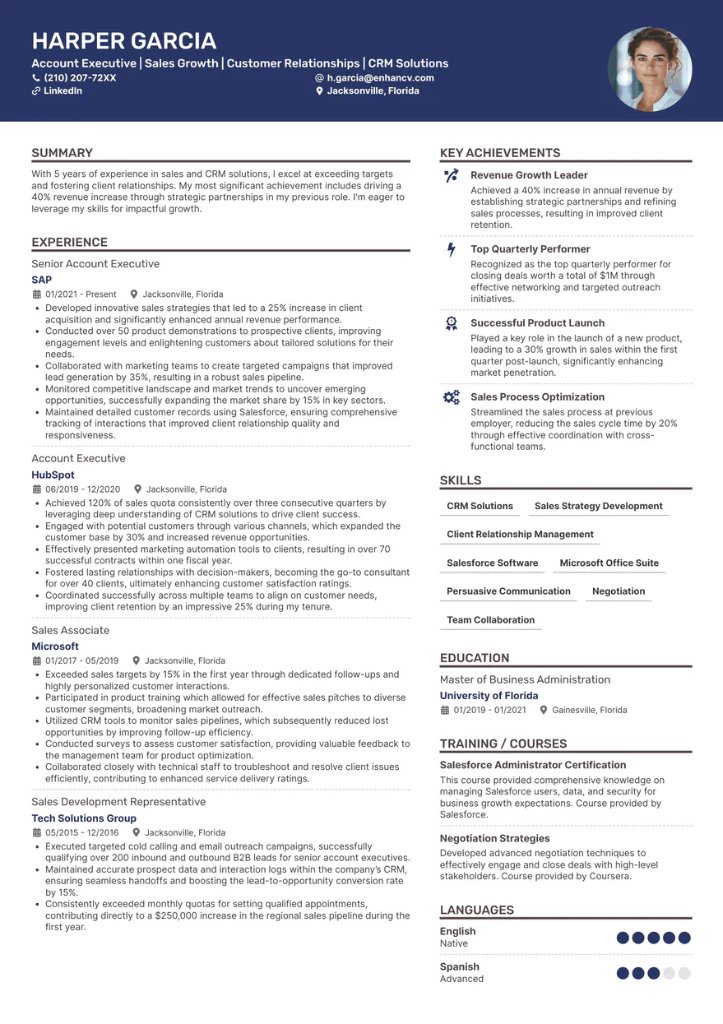 HARPER GARCIA
Account Executive | Sales Growth | Customer Relationships | CRM Solutions
(210) 207-72XX
@ h.garcia@enhancv.com
LinkedIn
Jacksonville, Florida
SUMMARY
With 5 years of experience in sales and CRM solutions, I excel at exceeding targets
and fostering client relationships. My most significant achievement includes driving a
40% revenue increase through strategic partnerships in my previous role. I'm eager to
leverage my skills for impactful growth.
EXPERIENCE
Senior Account Executive
SAP
01/2021 - Present Jacksonville, Florida
• Developed innovative sales strategies that led to a 25% increase in client
acquisition and significantly enhanced annual revenue performance.
• Conducted over 50 product demonstrations to prospective clients, improving
engagement levels and enlightening customers about tailored solutions for their
needs.
• Collaborated with marketing teams to create targeted campaigns that improved
lead generation by 35%, resulting in a robust sales pipeline.
• Monitored competitive landscape and market trends to uncover emerging
opportunities, successfully expanding the market share by 15% in key sectors.
• Maintained detailed customer records using Salesforce, ensuring comprehensive
tracking of interactions that improved client relationship quality and
responsiveness.
Account Executive
HubSpot
06/2019 - 12/2020 Jacksonville, Florida
• Achieved 120% of sales quota consistently over three consecutive quarters by
leveraging deep understanding of CRM solutions to drive client success.
• Engaged with potential customers through various channels, which expanded the
customer base by 30% and increased revenue opportunities.
• Effectively presented marketing automation tools to clients, resulting in over 70
successful contracts within one fiscal year.
• Fostered lasting relationships with decision-makers, becoming the go-to consultant
for over 40 clients, ultimately enhancing customer satisfaction ratings.
• Coordinated successfully across multiple teams to align on customer needs,
improving client retention by an impressive 25% during my tenure.
Sales Associate
Microsoft
01/2017 - 05/2019 Jacksonville, Florida
• Exceeded sales targets by 15% in the first year through dedicated follow-ups and
highly personalized customer interactions.
• Participated in product training which allowed for effective sales pitches to diverse
customer segments, broadening market outreach.
• Utilized CRM tools to monitor sales pipelines, which subsequently reduced lost
opportunities by improving follow-up efficiency.
• Conducted surveys to assess customer satisfaction, providing valuable feedback to
the management team for product optimization.
• Collaborated closely with technical staff to troubleshoot and resolve client issues
efficiently, contributing to enhanced service delivery ratings.
Sales Development Representative
Tech Solutions Group
05/2015 - 12/2016 Jacksonville, Florida
• Executed targeted cold calling and email outreach campaigns, successfully
qualifying over 200 inbound and outbound B2B leads for senior account executives.
• Maintained accurate prospect data and interaction logs within the company's CRM,
ensuring seamless handoffs and boosting the lead-to-opportunity conversion rate
by 15%.
• Consistently exceeded monthly quotas for setting qualified appointments,
contributing directly to a $250,000 increase in the regional sales pipeline during the
first year.
KEY ACHIEVEMENTS
Revenue Growth Leader
Achieved a 40% increase in annual revenue by
establishing strategic partnerships and refining
sales processes, resulting in improved client
retention.
Top Quarterly Performer
Recognized as the top quarterly performer for
closing deals worth a total of $1M through
effective networking and targeted outreach
initiatives.
Successful Product Launch
Played a key role in the launch of a new product,
leading to a 30% growth in sales within the first
quarter post-launch, significantly enhancing
market penetration.
Sales Process Optimization
Streamlined the sales process at previous
employer, reducing the sales cycle time by 20%
through effective coordination with cross-
functional teams.
SKILLS
CRM Solutions Sales Strategy Development
Client Relationship Management
Salesforce Software Microsoft Office Suite
Persuasive Communication Negotiation
Team Collaboration
EDUCATION
Master of Business Administration
University of Florida
01/2019 - 01/2021 Gainesville, Florida
TRAINING / COURSES
Salesforce Administrator Certification
This course provided comprehensive knowledge on
managing Salesforce users, data, and security for
business growth expectations. Course provided by
Salesforce.
Negotiation Strategies
Developed advanced negotiation techniques to
effectively engage and close deals with high-level
stakeholders. Course provided by Coursera.
LANGUAGES
English
Native
Spanish
Advanced